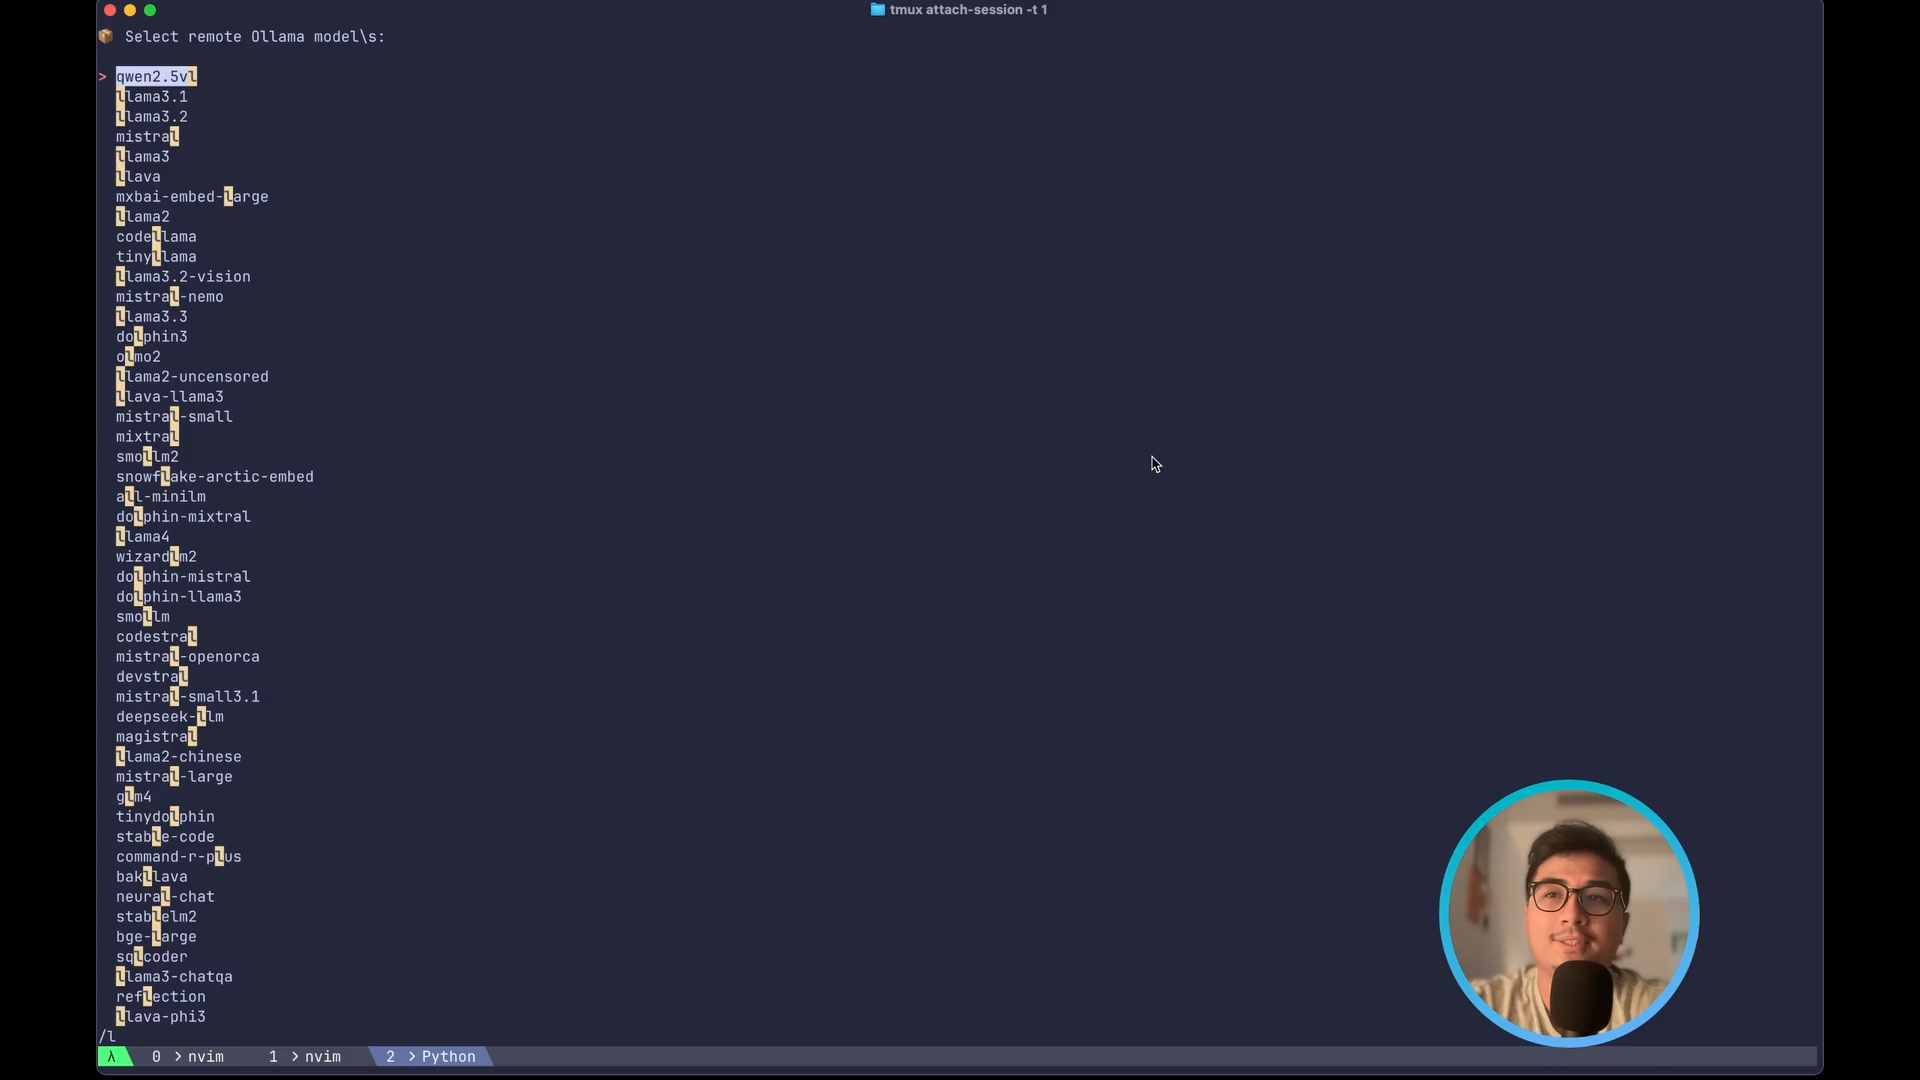 tmux attach-session -t 1
Select remote Ollama model\s:
> qwen2.5vl
llama3.1
llama3.2
mistral
llama3
llava
mxbai-embed-large
llama2
codellama
tinyllama
llama3.2-vision
mistral-nemo
llama3.3
dolphin3
olmo2
llama2-uncensored
llava-llama3
mistral-small
mixtral
smollm2
snowflake-arctic-embed
all-minilm
dolphin-mixtral
llama4
wizardlm2
dolphin-mistral
dolphin-llama3
smollm
codestral
mistral-openorca
devstral
mistral-small3.1
deepseek-llm
magistral
llama2-chinese
mistral-large
glm4
tinydolphin
stable-code
command-r-plus
bakllava
neural-chat
stablelm2
bge-large
sqlcoder
llama3-chatqa
reflection
llava-phi3
/l
λ 0 > nvim 1 > nvim 2 > Python